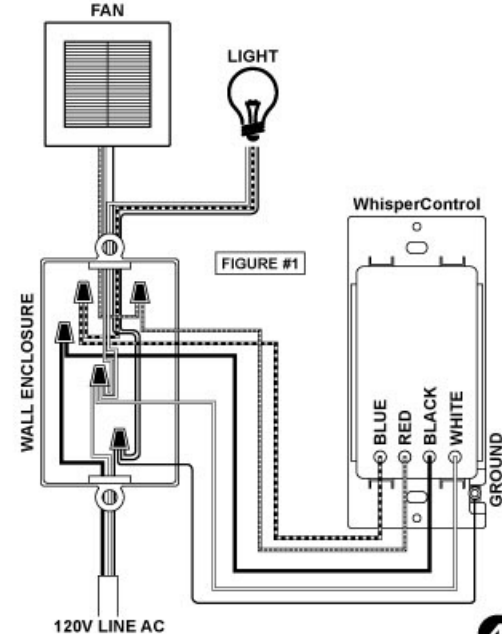 FAN
LIGHT
WhisperControl
FIGURE #1
WALL ENCLOSURE
BLUE
RED
BLACK
WHITE
GROUND
120V LINE AC